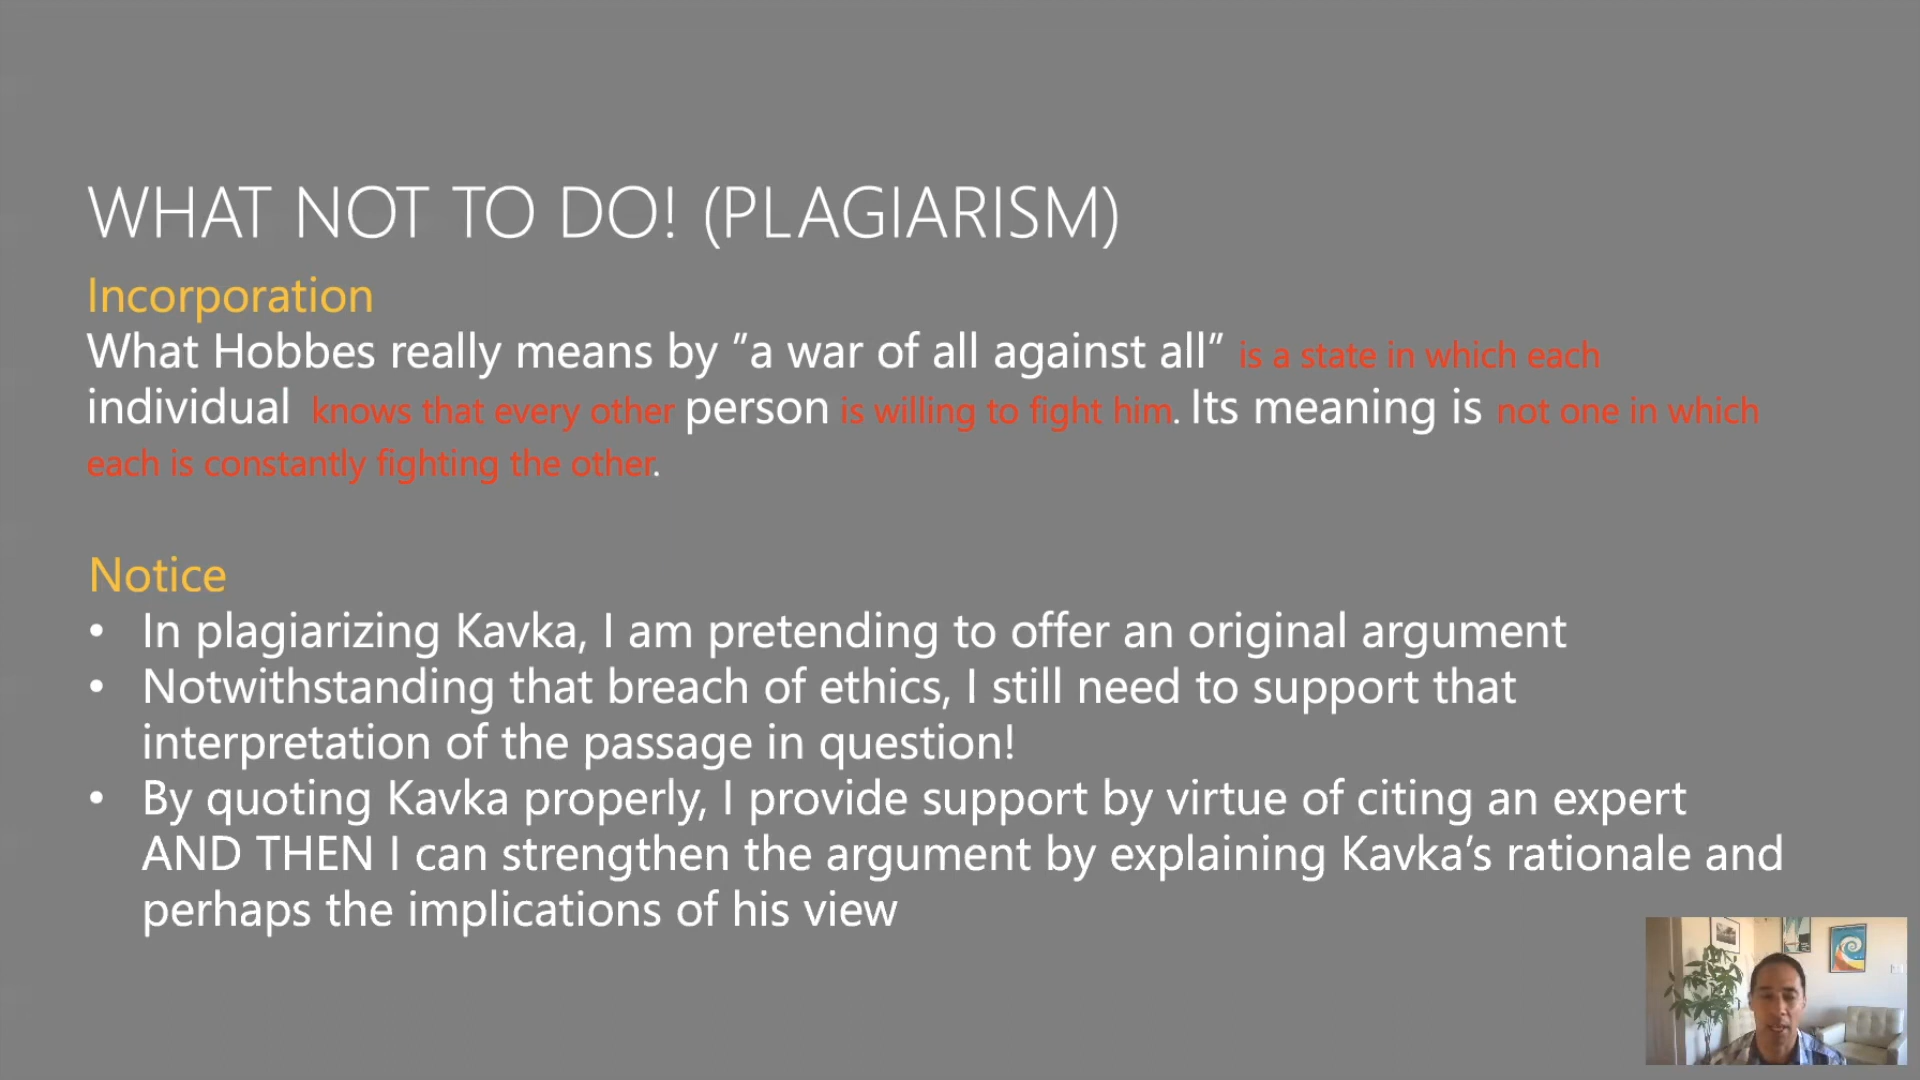 WHAT NOT TO DO! (PLAGIARISM)
Incorporation
What Hobbes really means by ”a war of all against all” is a state in which each
individual knows that every other person is willing to fight him. Its meaning is not one in which
each is constantly fighting the other.
Notice
• In plagiarizing Kavka, I am pretending to offer an original argument
• Notwithstanding that breach of ethics, I still need to support that
interpretation of the passage in question!
• By quoting Kavka properly, I provide support by virtue of citing an expert
AND THEN I can strengthen the argument by explaining Kavka’s rationale and
perhaps the implications of his view